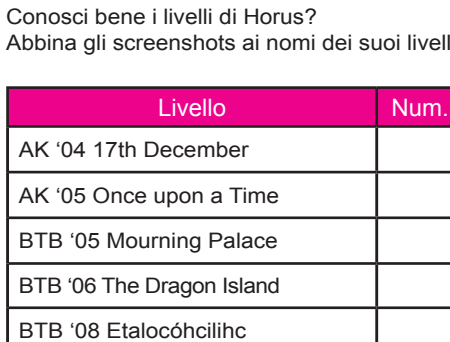 Conosci bene i livelli di Horus?
Abbina gli screenshots ai nomi dei suoi livell
Livello Num.
AK ‘04 17th December
AK ‘05 Once upon a Time
BTB ‘05 Mourning Palace
BTB ‘06 The Dragon Island
BTB ‘08 Etalocóhcilihc